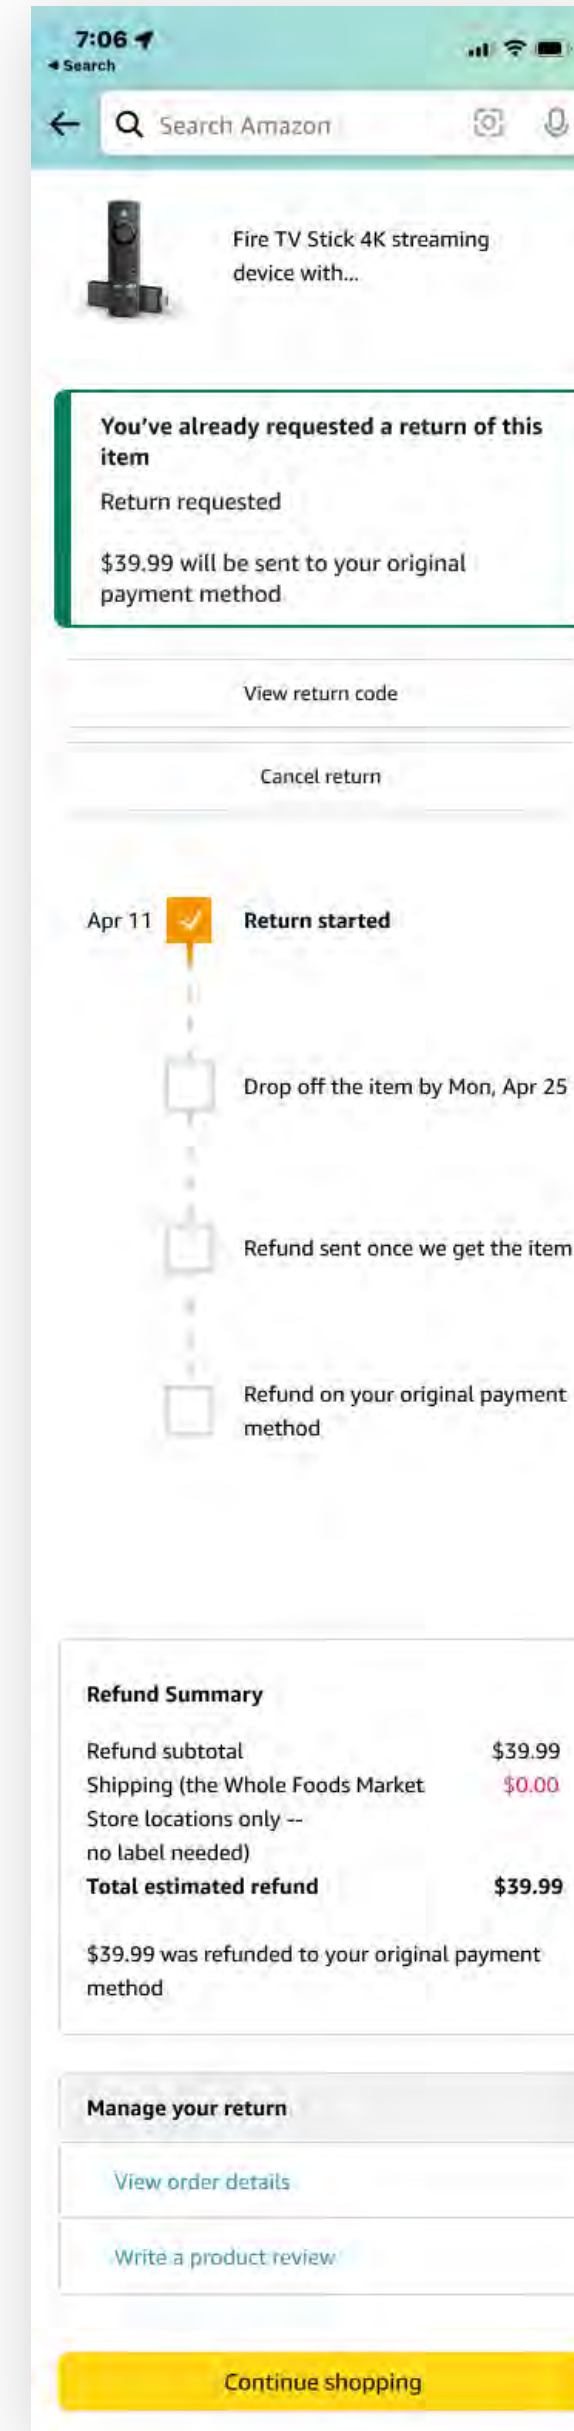 7:06
Search
Search Amazon
Fire TV Stick 4K streaming
device with...
You've already requested a return of this
item
Return requested
$39.99 will be sent to your original
payment method
View return code
Cancel return
Apr 11 Return started
Drop off the item by Mon, Apr 25
Refund sent once we get the item
Refund on your original payment
method
Refund Summary
Refund subtotal $39.99
Shipping (the Whole Foods Market $0.00
Store locations only --
no label needed)
Total estimated refund $39.99
$39.99 was refunded to your original payment
method
Manage your return
View order details
Write a product review
Continue shopping